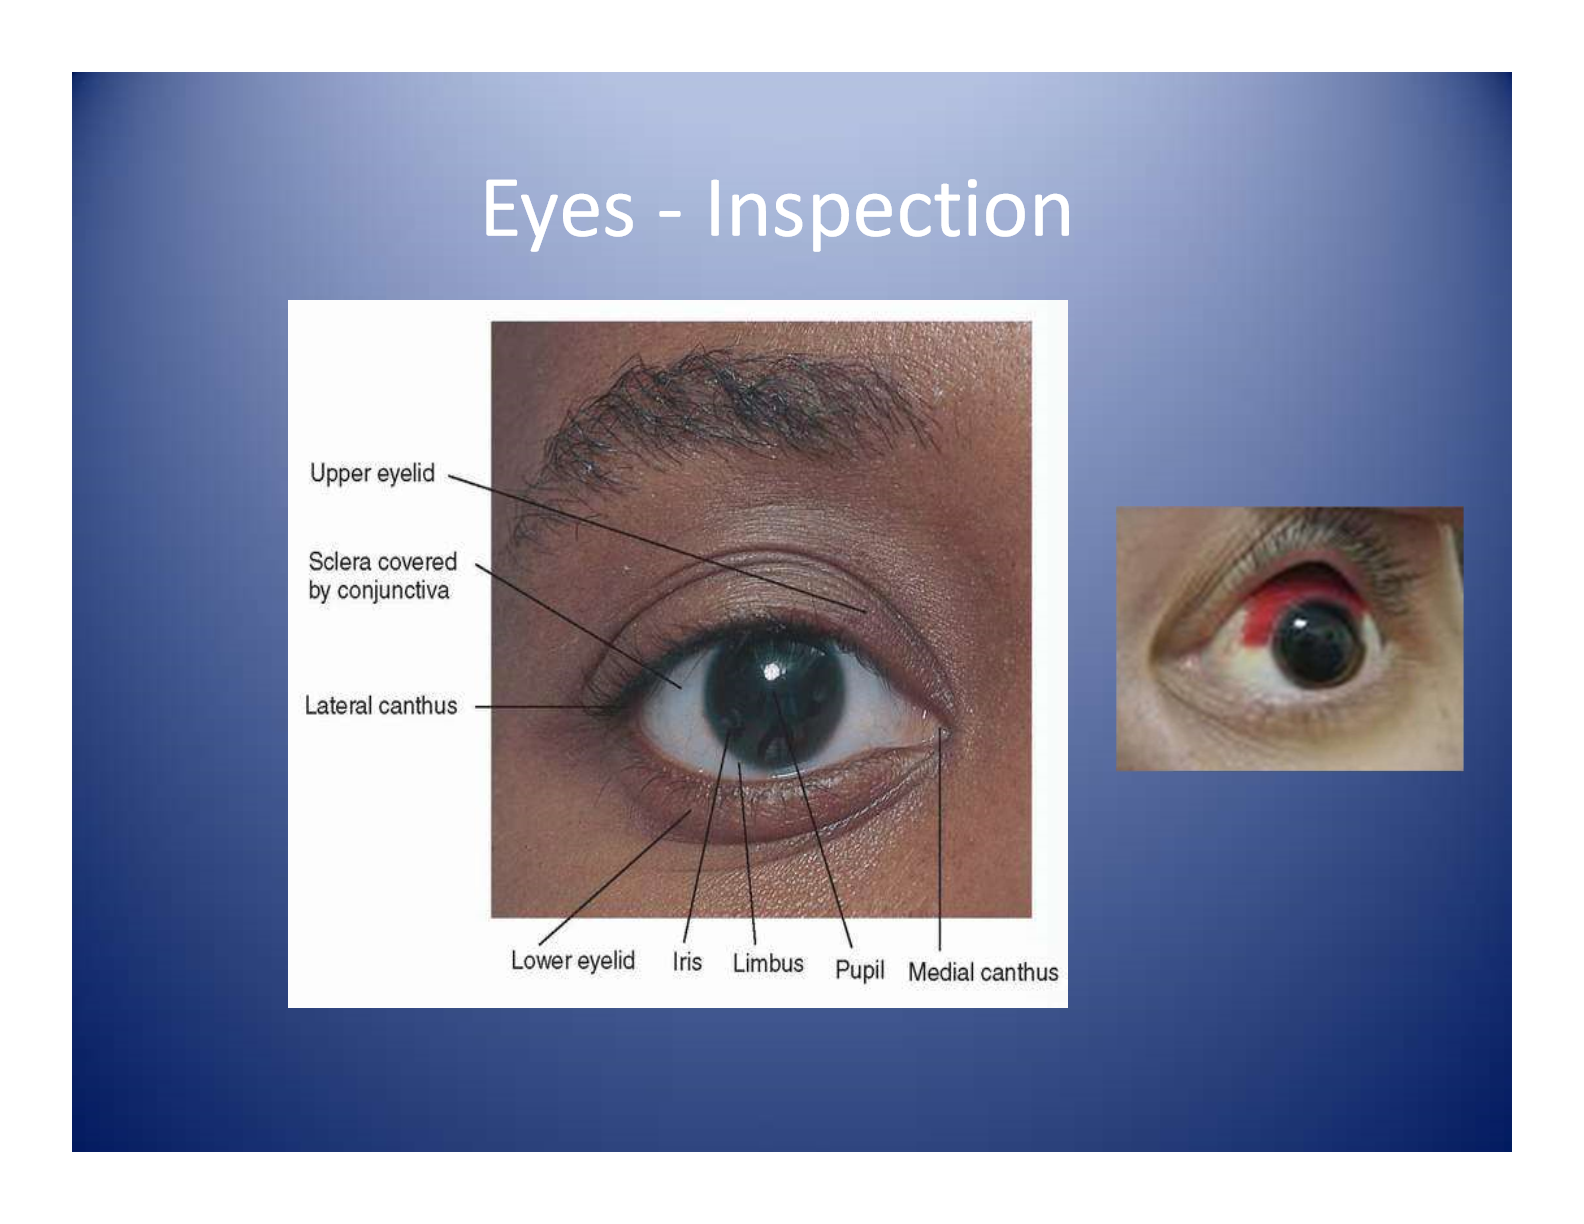 Eyes - Inspection
Upper eyelid
Sclera covered
by conjunctiva
Lateral canthus
Lower eyelid
Iris
Limbus
Pupil
Medial canthus